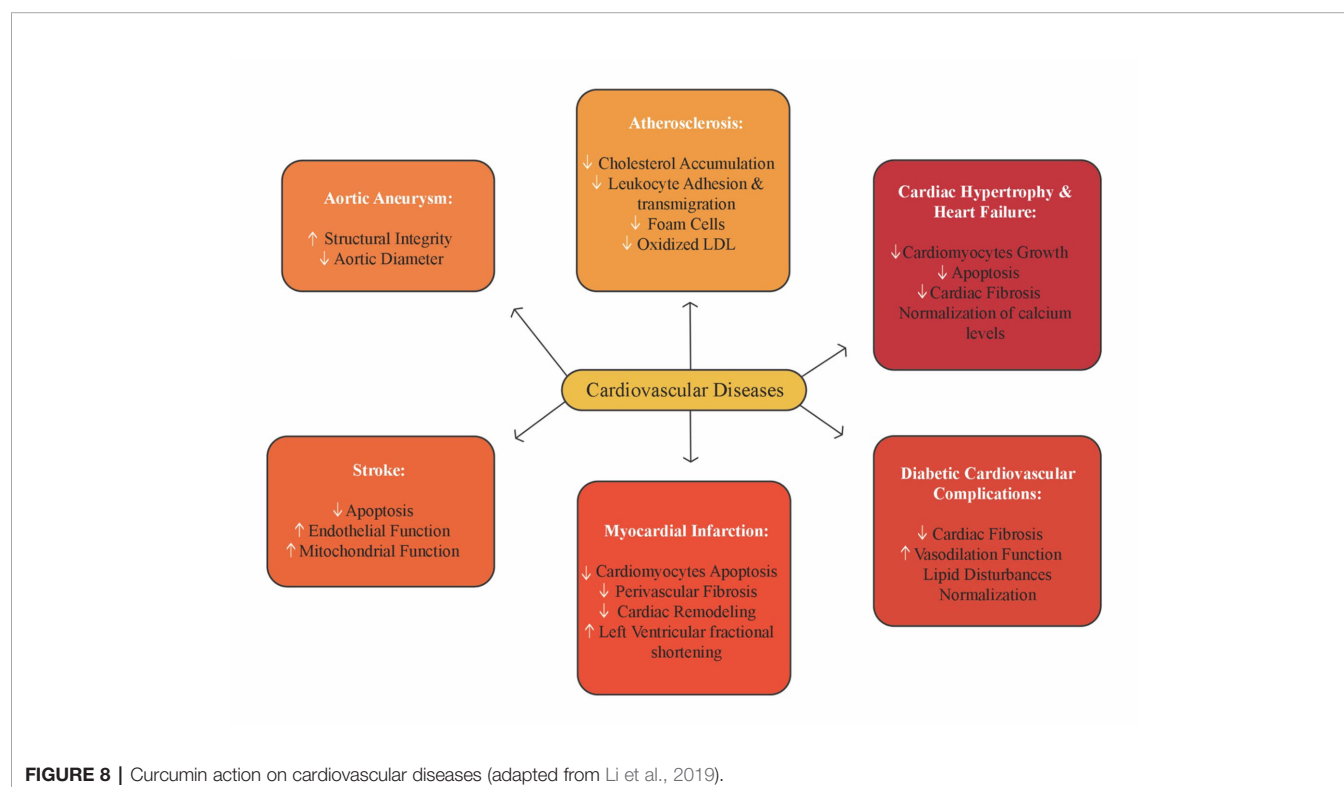 Atherosclerosis:
↓ Cholesterol Accumulation
↓ Leukocyte Adhesion &
transmigration
↓ Foam Cells
↓ Oxidized LDL
Aortic Aneurysm:
↑ Structural Integrity
↓ Aortic Diameter
Cardiac Hypertrophy &
Heart Failure:
↓ Cardiomyocytes Growth
↓ Apoptosis
↓ Cardiac Fibrosis
Normalization of calcium
levels
Cardiovascular Diseases
Stroke:
↓ Apoptosis
↑ Endothelial Function
↑ Mitochondrial Function
Myocardial Infarction:
↓ Cardiomyocytes Apoptosis
↓ Perivascular Fibrosis
↓ Cardiac Remodeling
↑ Left Ventricular fractional
shortening
Diabetic Cardiovascular
Complications:
↓ Cardiac Fibrosis
↑ Vasodilation Function
Lipid Disturbances
Normalization
FIGURE 8 | Curcumin action on cardiovascular diseases (adapted from Li et al., 2019).